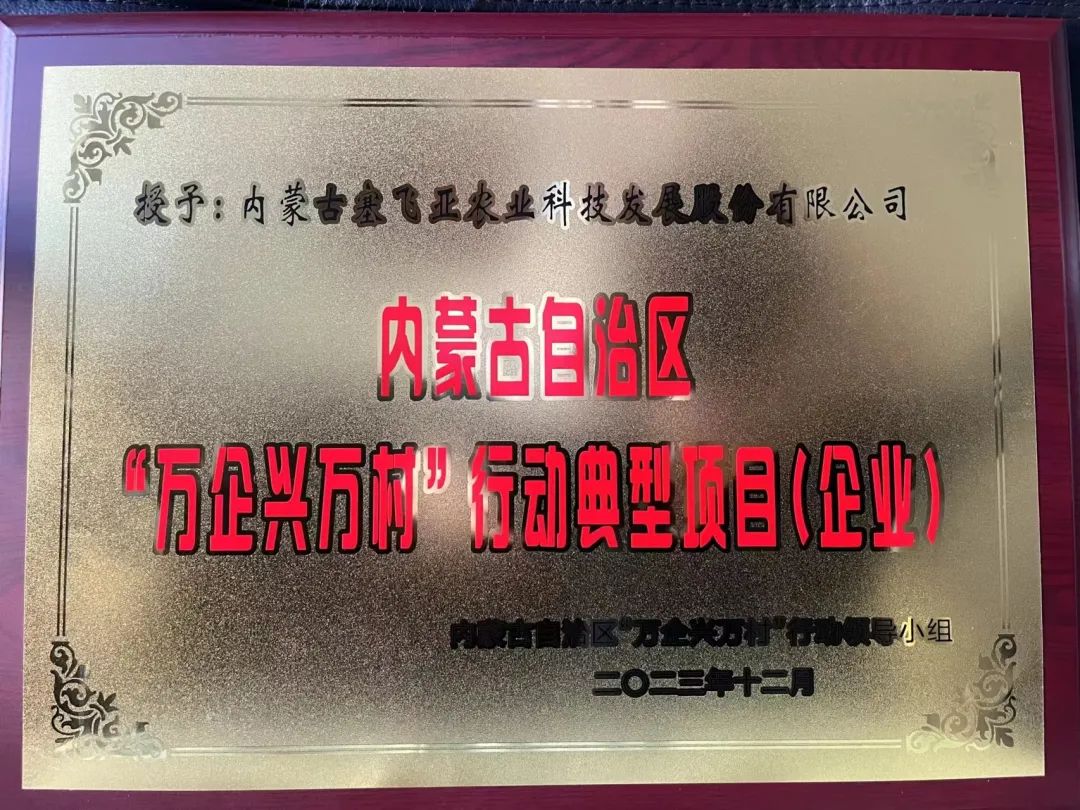 授予：内蒙古塞飞亚农业科技发展股份有限公司
内蒙古自治区
“万企兴万村”行动典型项目（企业）
内蒙古自治区“万企兴万村”行动领导小组
二〇二三年十二月